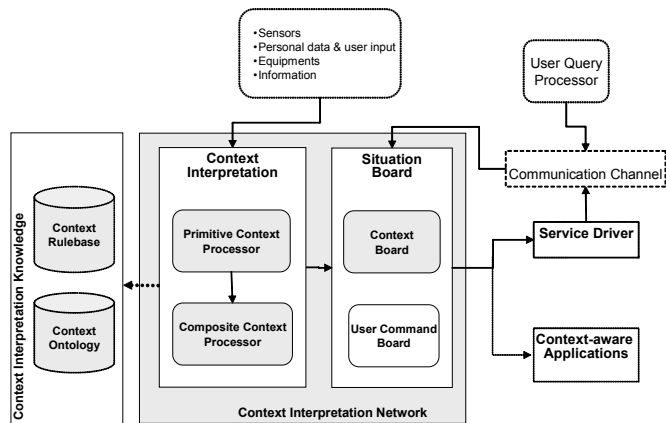 •Sensors
•Personal data & user input
•Equipments
•Information
User Query
Processor
Context Interpretation Knowledge
Context
Rulebase
Context
Ontology
Context
Interpretation
Primitive Context
Processor
Composite Context
Processor
Situation
Board
Context
Board
User Command
Board
Context Interpretation Network
Communication Channel
Service Driver
Context-aware
Applications